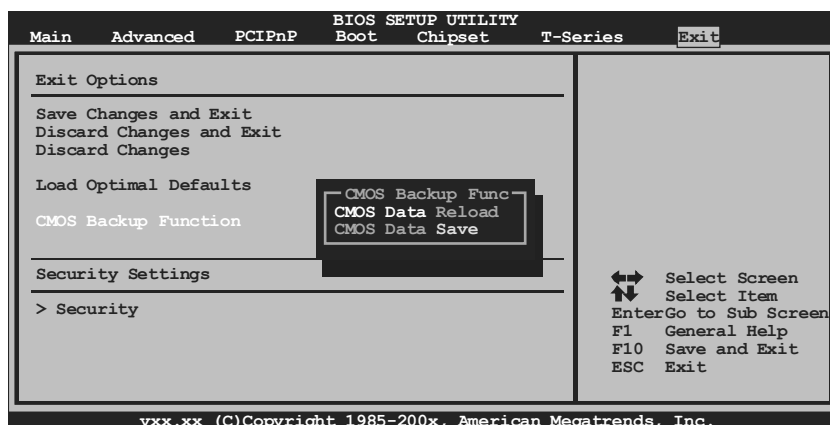 BIOS SETUP UTILITY
Main Advanced PCIPnP Boot Chipset T-Series Exit
Exit Options
Save Changes and Exit
Discard Changes and Exit
Discard Changes
Load Optimal Defaults
CMOS Backup Function
CMOS Backup Func
CMOS Data Reload
CMOS Data Save
Security Settings
> Security
Select Screen
Select Item
Enter Go to Sub Screen
F1 General Help
F10 Save and Exit
ESC Exit
vxx.xx (C)Copyright 1985-200x, American Megatrends, Inc.